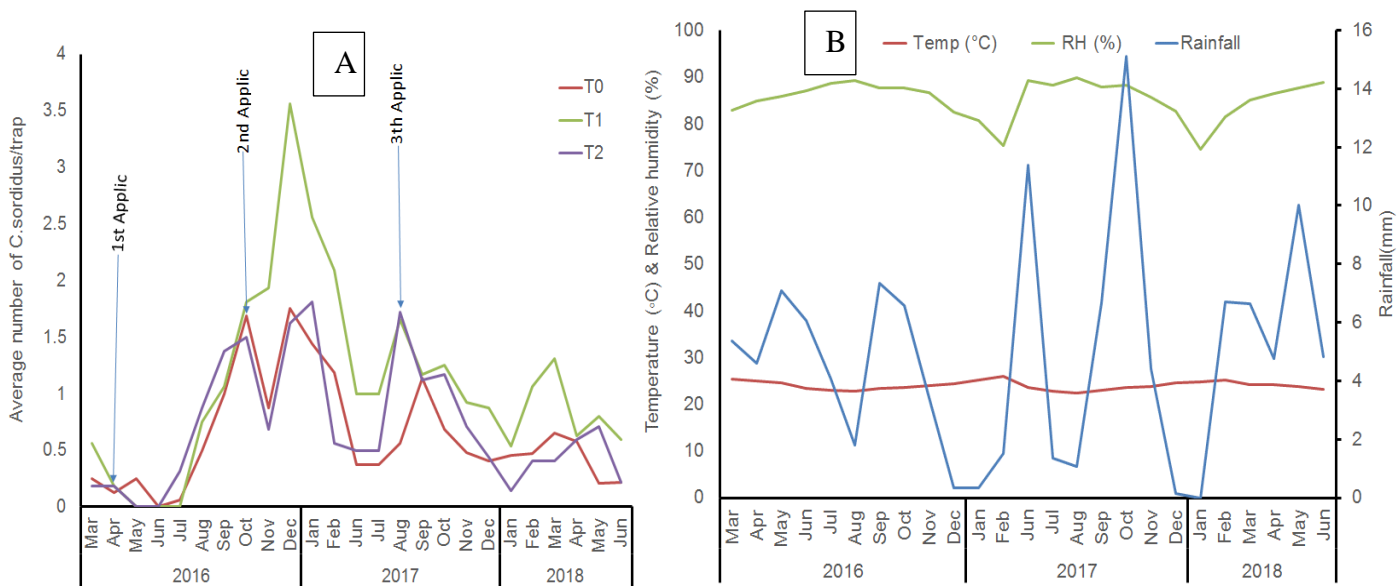 A
T0
T1
T2
1st Applic
2nd Applic
3th Applic
Average number of C.sordidus/trap
4
3.5
3
2.5
2
1.5
1
0.5
0
Mar Apr May Jun Jul Aug Sep Oct Nov Dec Jan Feb Jun Jul Aug Sep Oct Nov Dec Jan Feb Mar Apr May Jun
2016 2017 2018
B
Temp (°C) RH (%) Rainfall
Temperature (◦C) & Relative humidity (%)
100
90
80
70
60
50
40
30
20
10
0
Rainfall(mm)
16
14
12
10
8
6
4
2
0
Mar Apr May Jun Jul Aug Sep Oct Nov Dec Jan Feb Jun Jul Aug Sep Oct Nov Dec Jan Feb Mar Apr May Jun
2016 2017 2018